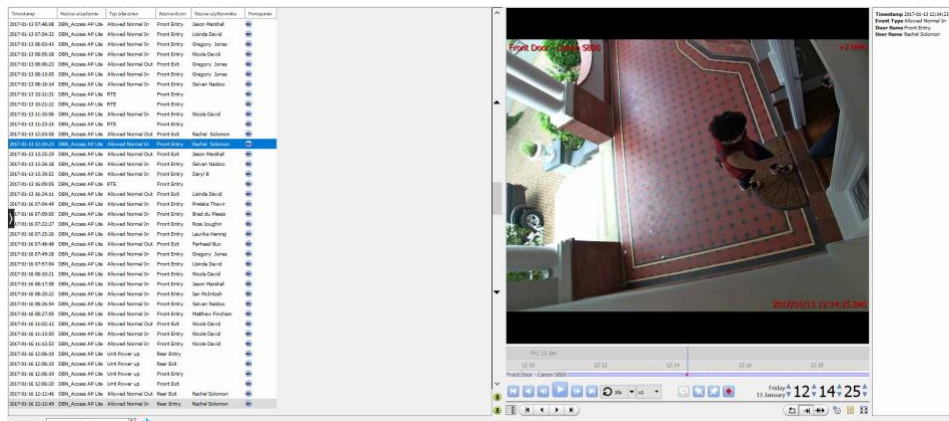 Timestamp Nazwa urządzenia Typ zdarzenia Nazwa drzwi Nazwa użytkownika Powiązania
2017-01-13 07:48:08 DBN_Access AP Lite Allowed Normal In Front Entry Jason Marshall
2017-01-13 07:54:32 DBN_Access AP Lite Allowed Normal In Front Entry Lisinda David
2017-01-13 08:03:43 DBN_Access AP Lite Allowed Normal In Front Entry Gregory Jones
2017-01-13 08:05:18 DBN_Access AP Lite Allowed Normal In Front Entry Nicole David
2017-01-13 08:06:23 DBN_Access AP Lite Allowed Normal Out Front Exit Gregory Jones
2017-01-13 08:13:05 DBN_Access AP Lite Allowed Normal In Front Entry Gregory Jones
2017-01-13 08:16:14 DBN_Access AP Lite Allowed Normal In Front Entry Selvan Naidoo
2017-01-13 10:11:31 DBN_Access AP Lite RTE Front Entry
2017-01-13 10:21:22 DBN_Access AP Lite RTE Front Entry
2017-01-13 11:10:06 DBN_Access AP Lite Allowed Normal In Front Entry Nicole David
2017-01-13 11:23:15 DBN_Access AP Lite RTE Front Entry
2017-01-13 12:03:58 DBN_Access AP Lite Allowed Normal Out Front Exit Rachel Solomon
2017-01-13 12:14:23 DBN_Access AP Lite Allowed Normal In Front Entry Rachel Solomon
2017-01-13 13:25:29 DBN_Access AP Lite Allowed Normal Out Front Exit Jason Marshall
2017-01-13 13:26:18 DBN_Access AP Lite Allowed Normal In Front Entry Selvan Naidoo
2017-01-13 13:39:52 DBN_Access AP Lite Allowed Normal In Front Entry Daryl B
2017-01-13 16:09:05 DBN_Access AP Lite RTE Front Entry
2017-01-13 16:24:11 DBN_Access AP Lite Allowed Normal Out Front Exit Lisinda David
2017-01-16 07:04:49 DBN_Access AP Lite Allowed Normal In Front Entry Preleka Thavir
2017-01-16 07:09:05 DBN_Access AP Lite Allowed Normal In Front Entry Brad du Plessis
2017-01-16 07:22:27 DBN_Access AP Lite Allowed Normal In Front Entry Ross Joughin
2017-01-16 07:25:26 DBN_Access AP Lite Allowed Normal In Front Entry Laurika Hemraj
2017-01-16 07:48:48 DBN_Access AP Lite Allowed Normal Out Front Exit Farhaad Bux
2017-01-16 07:49:28 DBN_Access AP Lite Allowed Normal In Front Entry Gregory Jones
2017-01-16 07:57:04 DBN_Access AP Lite Allowed Normal In Front Entry Lisinda David
2017-01-16 08:10:21 DBN_Access AP Lite Allowed Normal In Front Entry Nicole David
2017-01-16 08:17:58 DBN_Access AP Lite Allowed Normal In Front Entry Jason Marshall
2017-01-16 08:20:22 DBN_Access AP Lite Allowed Normal In Front Entry Ian McIntosh
2017-01-16 08:26:54 DBN_Access AP Lite Allowed Normal In Front Entry Selvan Naidoo
2017-01-16 08:27:55 DBN_Access AP Lite Allowed Normal In Front Entry Matthew Fincham
2017-01-16 11:02:12 DBN_Access AP Lite Allowed Normal Out Front Exit Nicole David
2017-01-16 11:13:50 DBN_Access AP Lite Allowed Normal In Front Entry Nicole David
2017-01-16 11:13:53 DBN_Access AP Lite Allowed Normal In Front Entry Nicole David
2017-01-16 12:06:19 DBN_Access AP Lite Unit Power up Rear Entry
2017-01-16 12:06:19 DBN_Access AP Lite Unit Power up Rear Exit
2017-01-16 12:06:19 DBN_Access AP Lite Unit Power up Front Entry
2017-01-16 12:06:20 DBN_Access AP Lite Unit Power up Front Exit
2017-01-16 12:12:46 DBN_Access AP Lite Allowed Normal Out Rear Exit Rachel Solomon
2017-01-16 12:12:49 DBN_Access AP Lite Allowed Normal In Rear Entry Rachel Solomon
Front Door - Canon S800
2017/01/13 12:14:25.845
Fri, 13 Jan
12:10 12:12 12:14 12:16 12:18
Front Door - Canon S800
10s x1
Friday
13 January 12 14 25
Timestamp 2017-01-13 12:14:23
Event Type Allowed Normal In
Door Name Front Entry
User Name Rachel Solomon